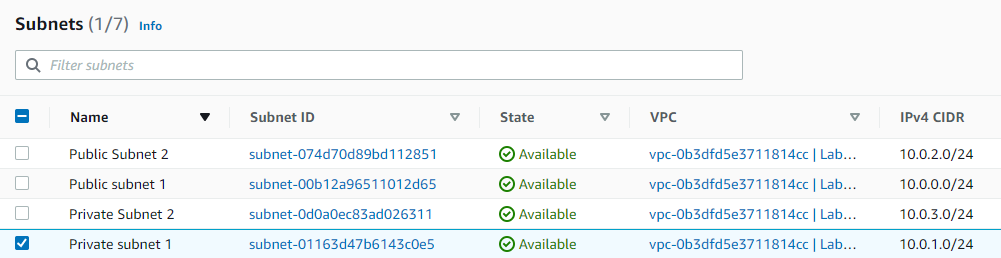 Subnets (1/7) Info
Filter subnets
Name Subnet ID State VPC IPv4 CIDR
Public Subnet 2 subnet-074d70d89bd112851 Available vpc-0b3dfd5e3711814cc | Lab... 10.0.2.0/24
Public subnet 1 subnet-00b12a96511012d65 Available vpc-0b3dfd5e3711814cc | Lab... 10.0.0.0/24
Private Subnet 2 subnet-0d0a0ec83ad026311 Available vpc-0b3dfd5e3711814cc | Lab... 10.0.3.0/24
Private subnet 1 subnet-01163d47b6143c0e5 Available vpc-0b3dfd5e3711814cc | Lab... 10.0.1.0/24